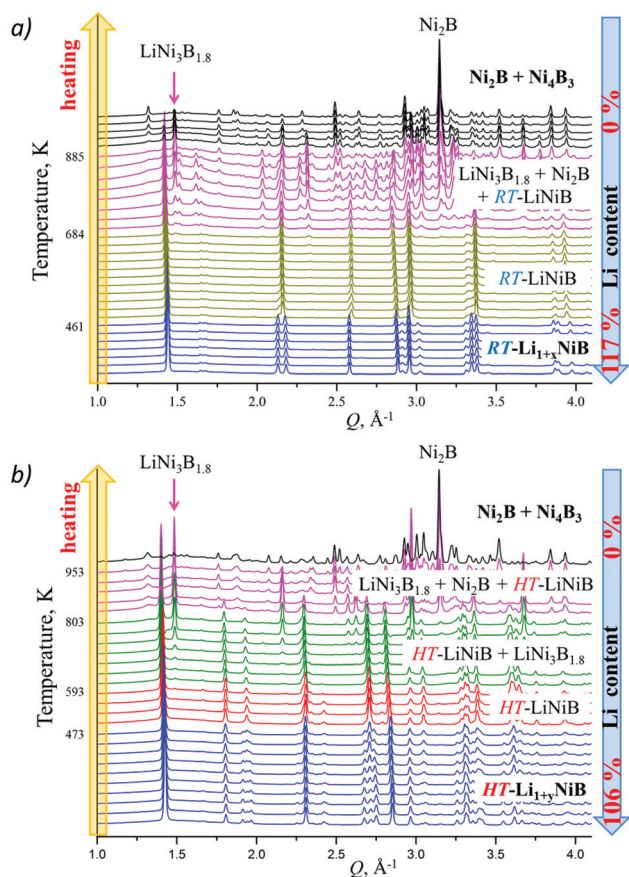 a)
Ni₂B
LiNi₃B₁.₈
Ni₂B + Ni₄B₃
heating
0 %
Temperature, K
885
LiNi₃B₁.₈ + Ni₂B
+ RT-LiNiB
684
Li content
RT-LiNiB
461
117 %
RT-Li₁₊ₓNiB
1.0 1.5 2.0 2.5 3.0 3.5 4.0
Q, Å⁻¹
b)
Ni₂B
LiNi₃B₁.₈
Ni₂B + Ni₄B₃
heating
0 %
Temperature, K
953
LiNi₃B₁.₈ + Ni₂B + HT-LiNiB
803
HT-LiNiB + LiNi₃B₁.₈
Li content
593
HT-LiNiB
473
106 %
HT-Li₁₊yNiB
1.0 1.5 2.0 2.5 3.0 3.5 4.0
Q, Å⁻¹